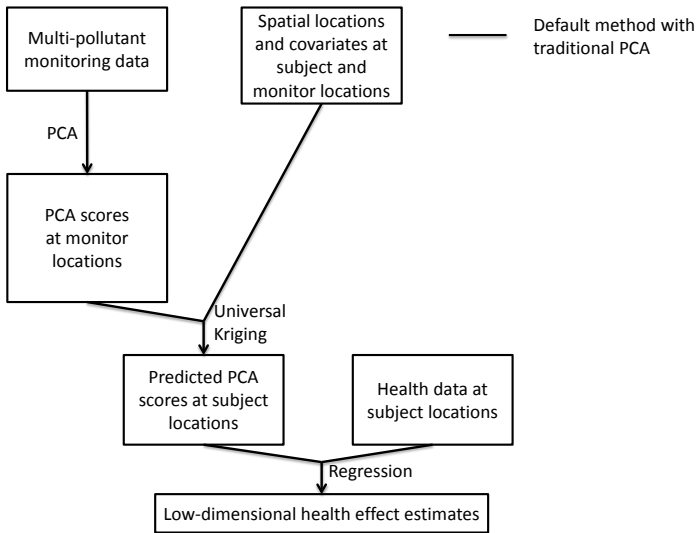 Multi-pollutant
monitoring data
Spatial locations
and covariates at
subject and
monitor locations
Default method with
traditional PCA
PCA
PCA scores
at monitor
locations
Universal
Kriging
Predicted PCA
scores at subject
locations
Health data at
subject locations
Regression
Low-dimensional health effect estimates